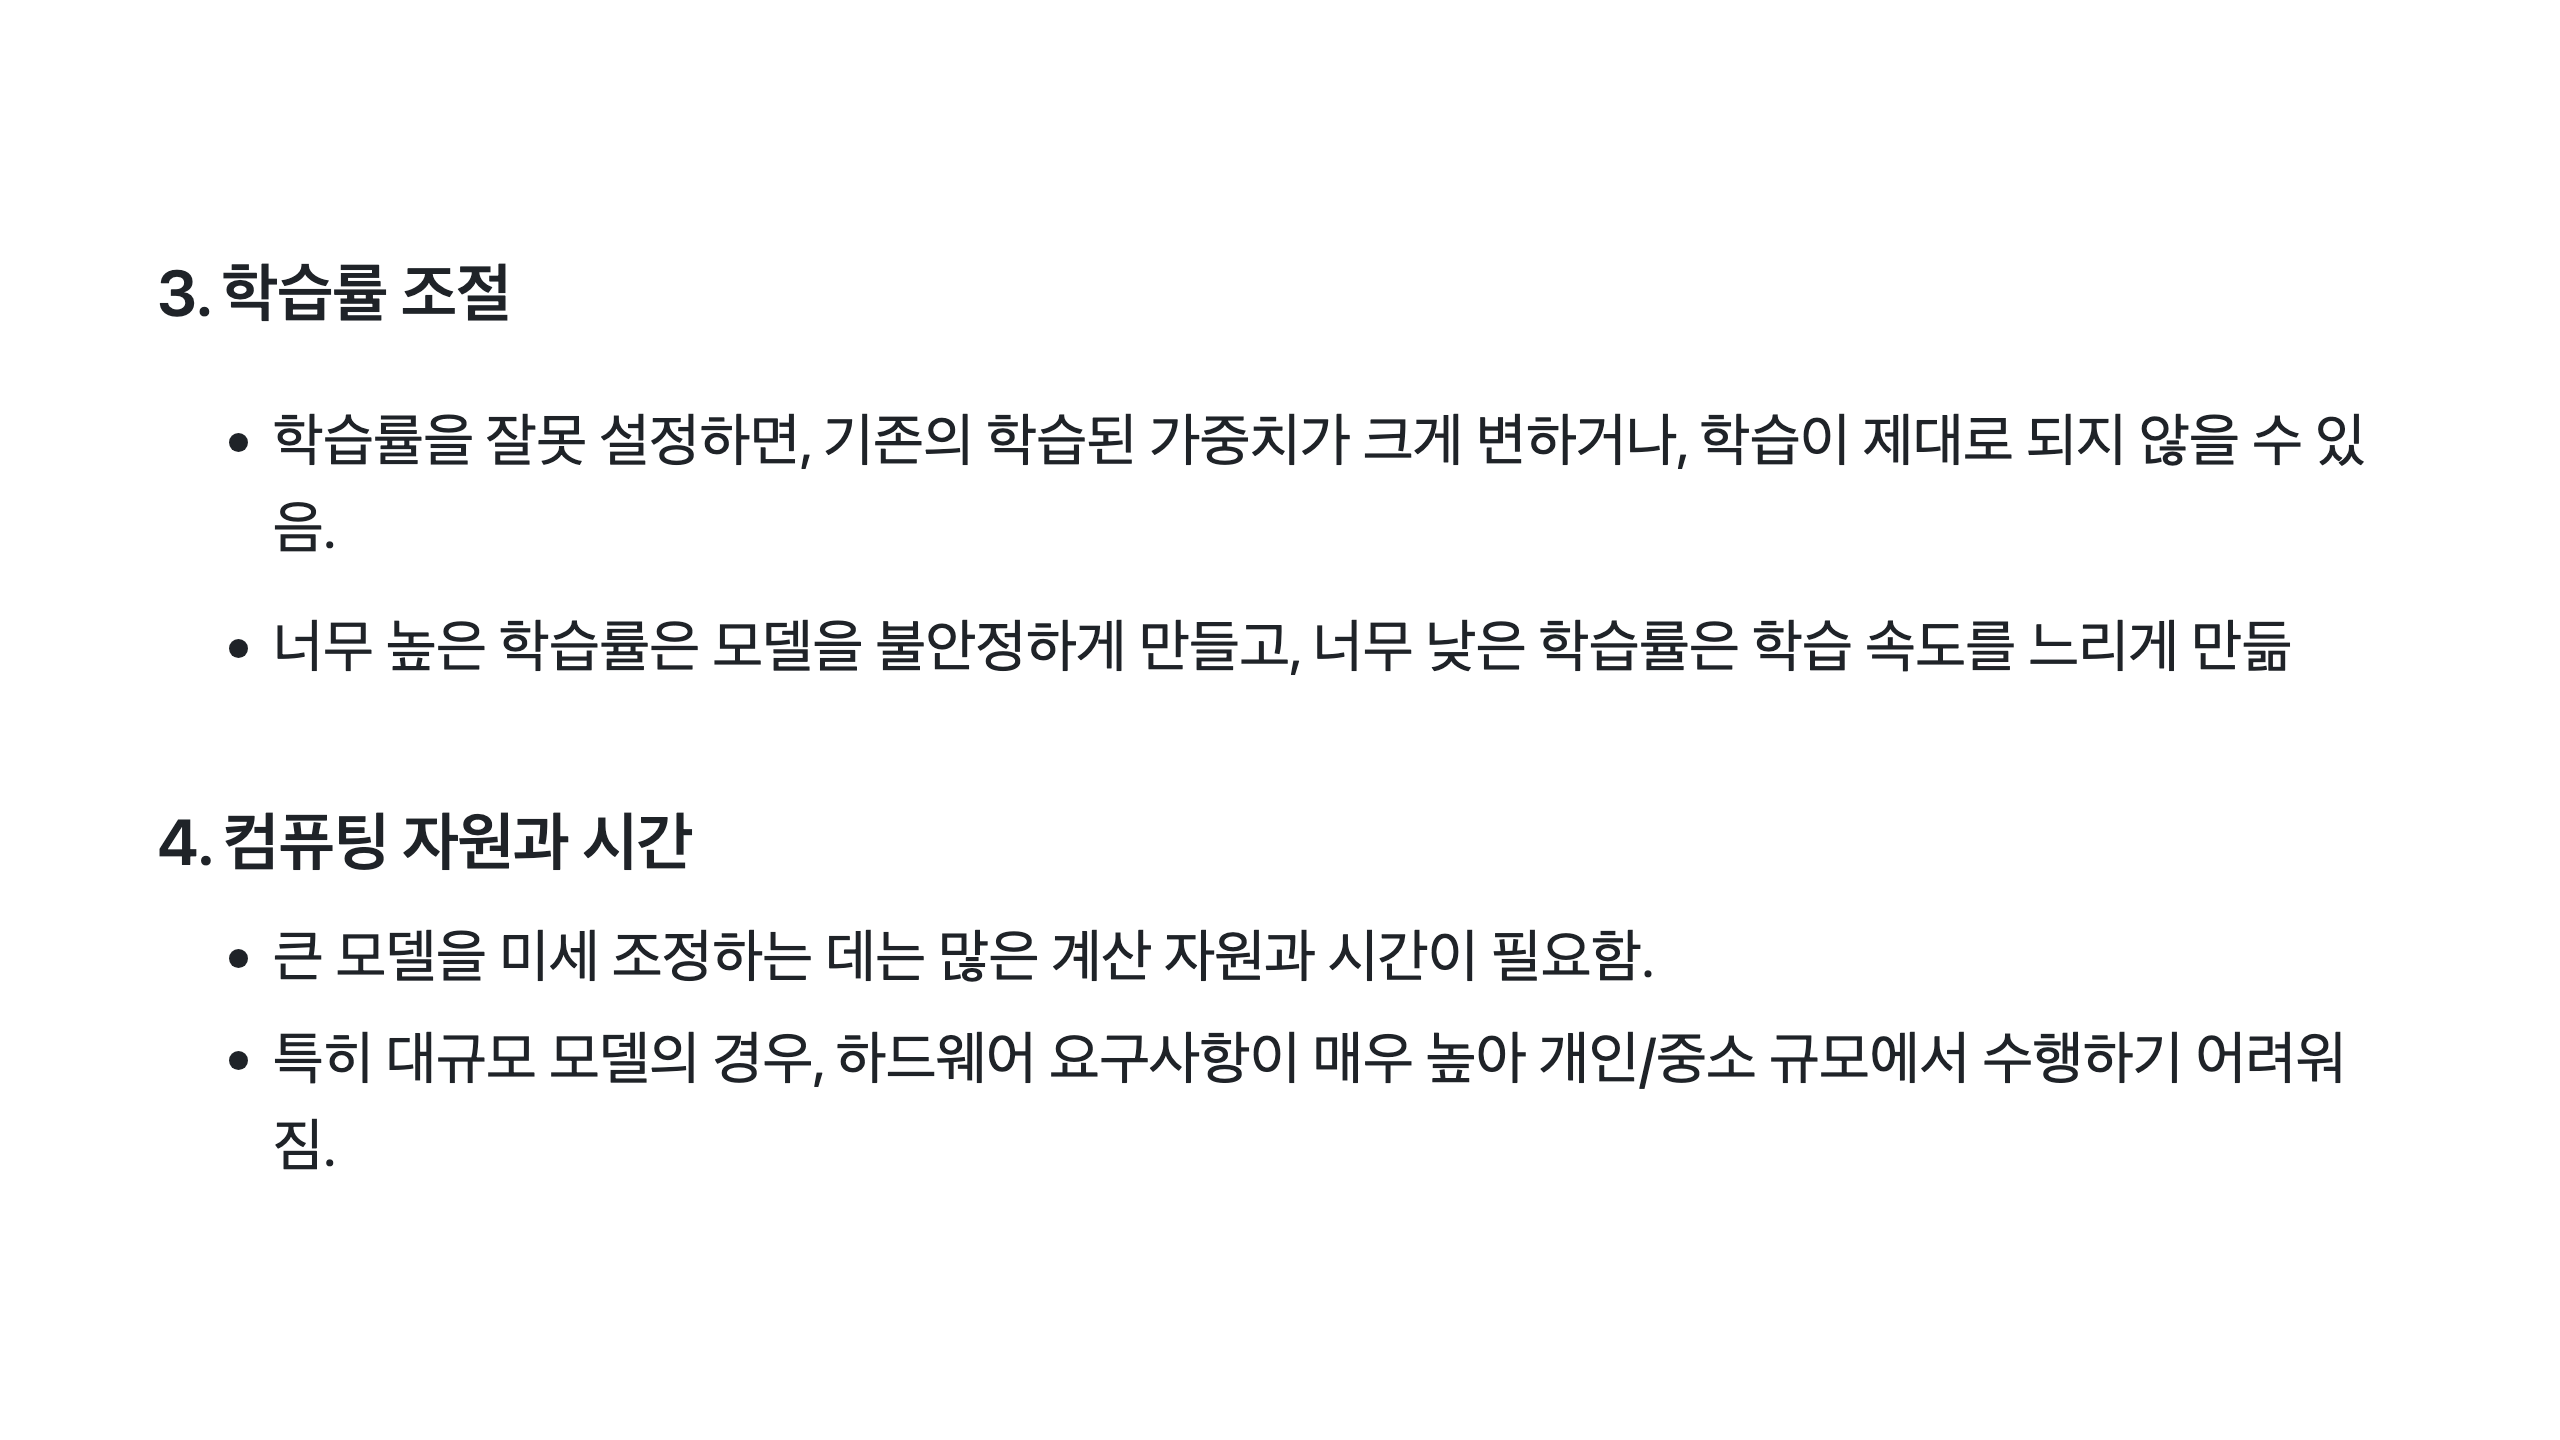 3. 학습률 조절
• 학습률을 잘못 설정하면, 기존의 학습된 가중치가 크게 변하거나, 학습이 제대로 되지 않을 수 있
음.
• 너무 높은 학습률은 모델을 불안정하게 만들고, 너무 낮은 학습률은 학습 속도를 느리게 만듦
4. 컴퓨팅 자원과 시간
• 큰 모델을 미세 조정하는 데는 많은 계산 자원과 시간이 필요함.
• 특히 대규모 모델의 경우, 하드웨어 요구사항이 매우 높아 개인/중소 규모에서 수행하기 어려워
짐.